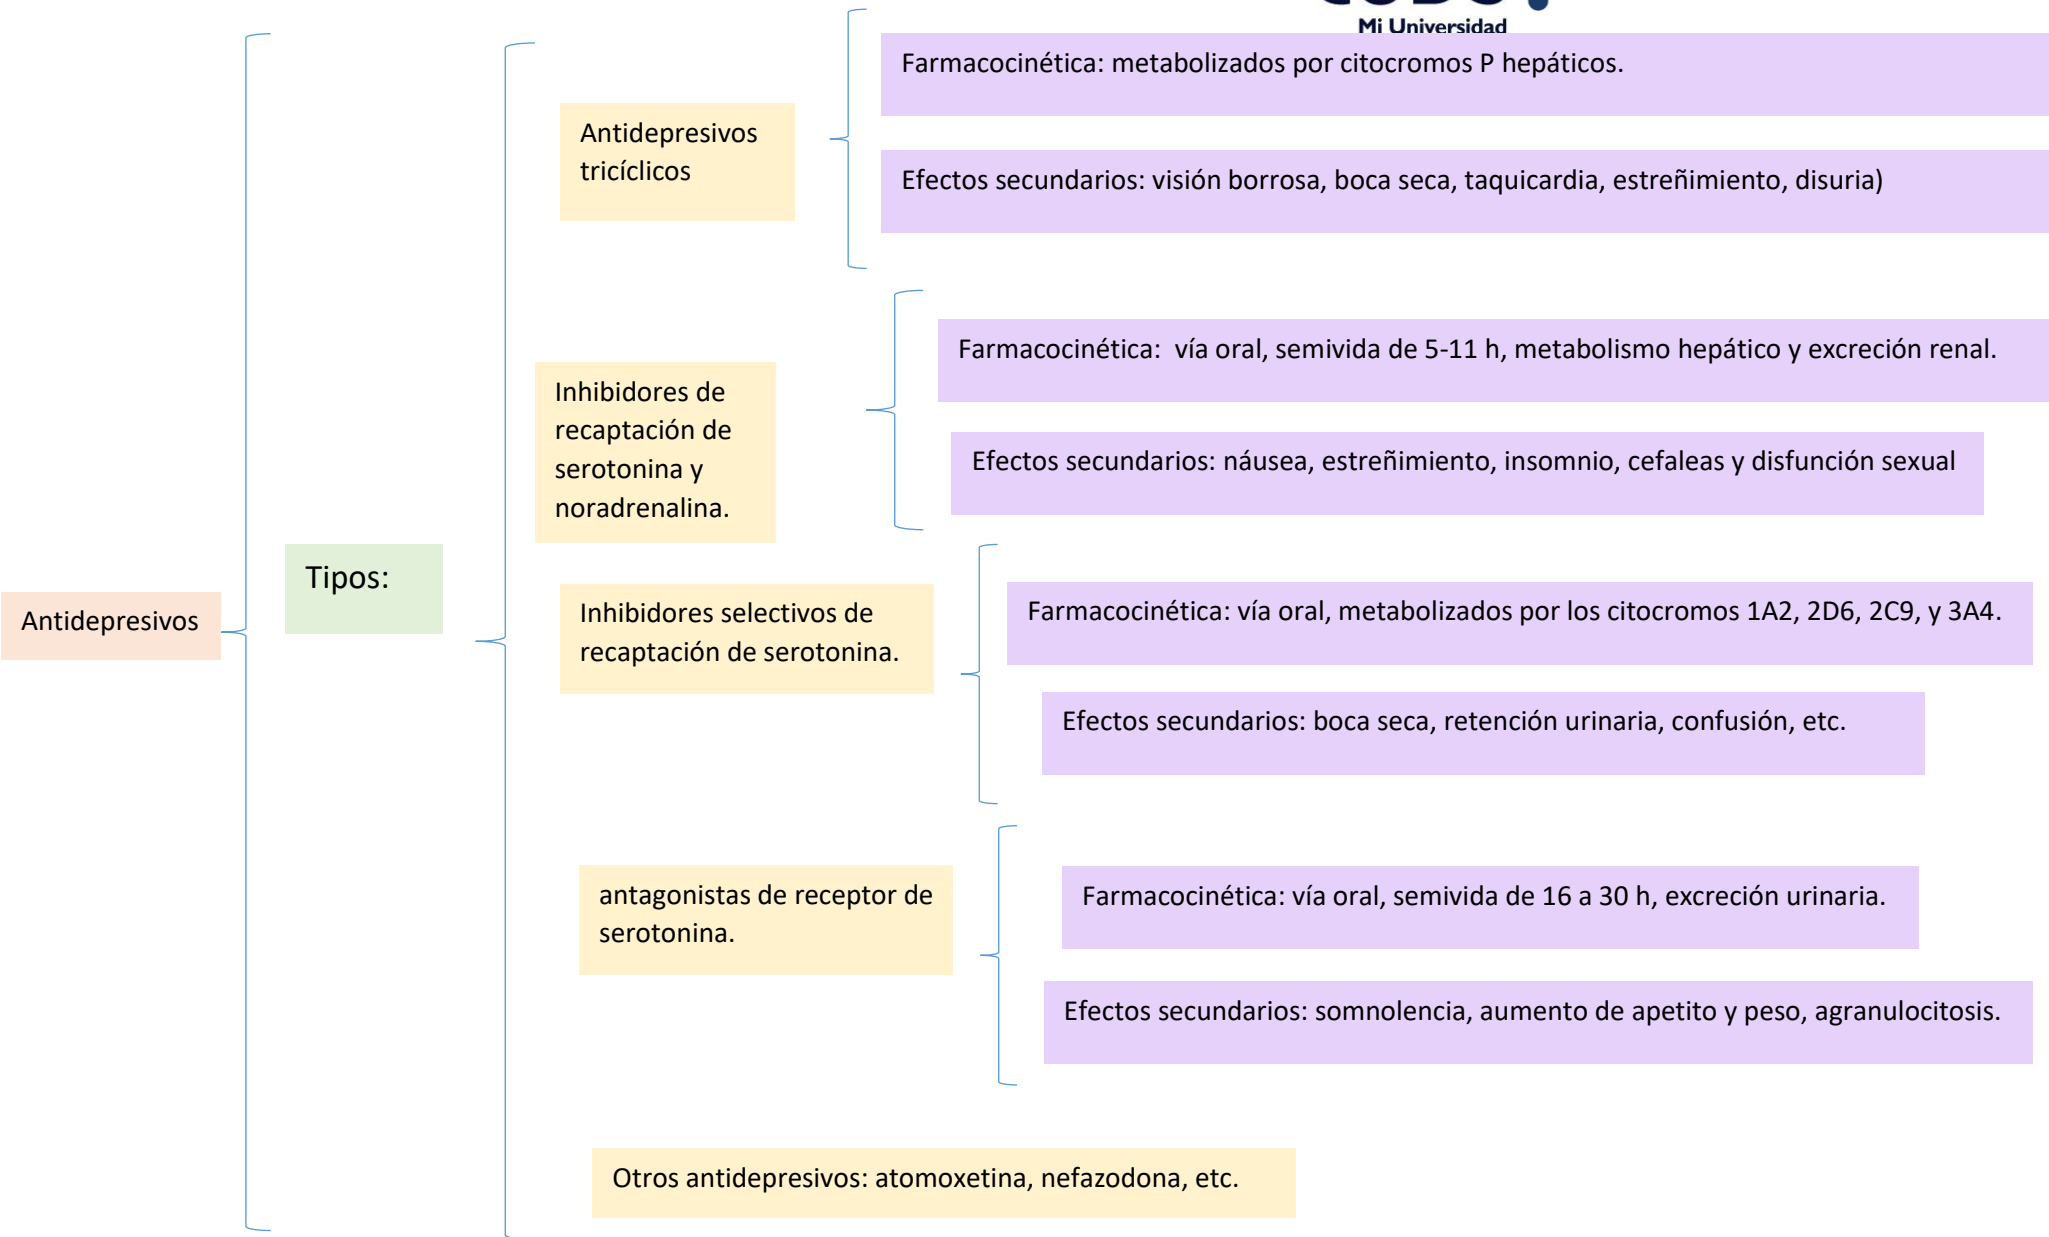 Mi Universidad
Farmacocinética: metabolizados por citocromos P hepáticos.
Antidepresivos
tricíclicos
Efectos secundarios: visión borrosa, boca seca, taquicardia, estreñimiento, disuria)
Farmacocinética: vía oral, semivida de 5-11 h, metabolismo hepático y excreción renal.
Inhibidores de
recaptación de
serotonina y
noradrenalina.
Efectos secundarios: náusea, estreñimiento, insomnio, cefaleas y disfunción sexual
Tipos:
Antidepresivos
Inhibidores selectivos de
recaptación de serotonina.
Farmacocinética: vía oral, metabolizados por los citocromos 1A2, 2D6, 2C9, y 3A4.
Efectos secundarios: boca seca, retención urinaria, confusión, etc.
antagonistas de receptor de
serotonina.
Farmacocinética: vía oral, semivida de 16 a 30 h, excreción urinaria.
Efectos secundarios: somnolencia, aumento de apetito y peso, agranulocitosis.
Otros antidepresivos: atomoxetina, nefazodona, etc.